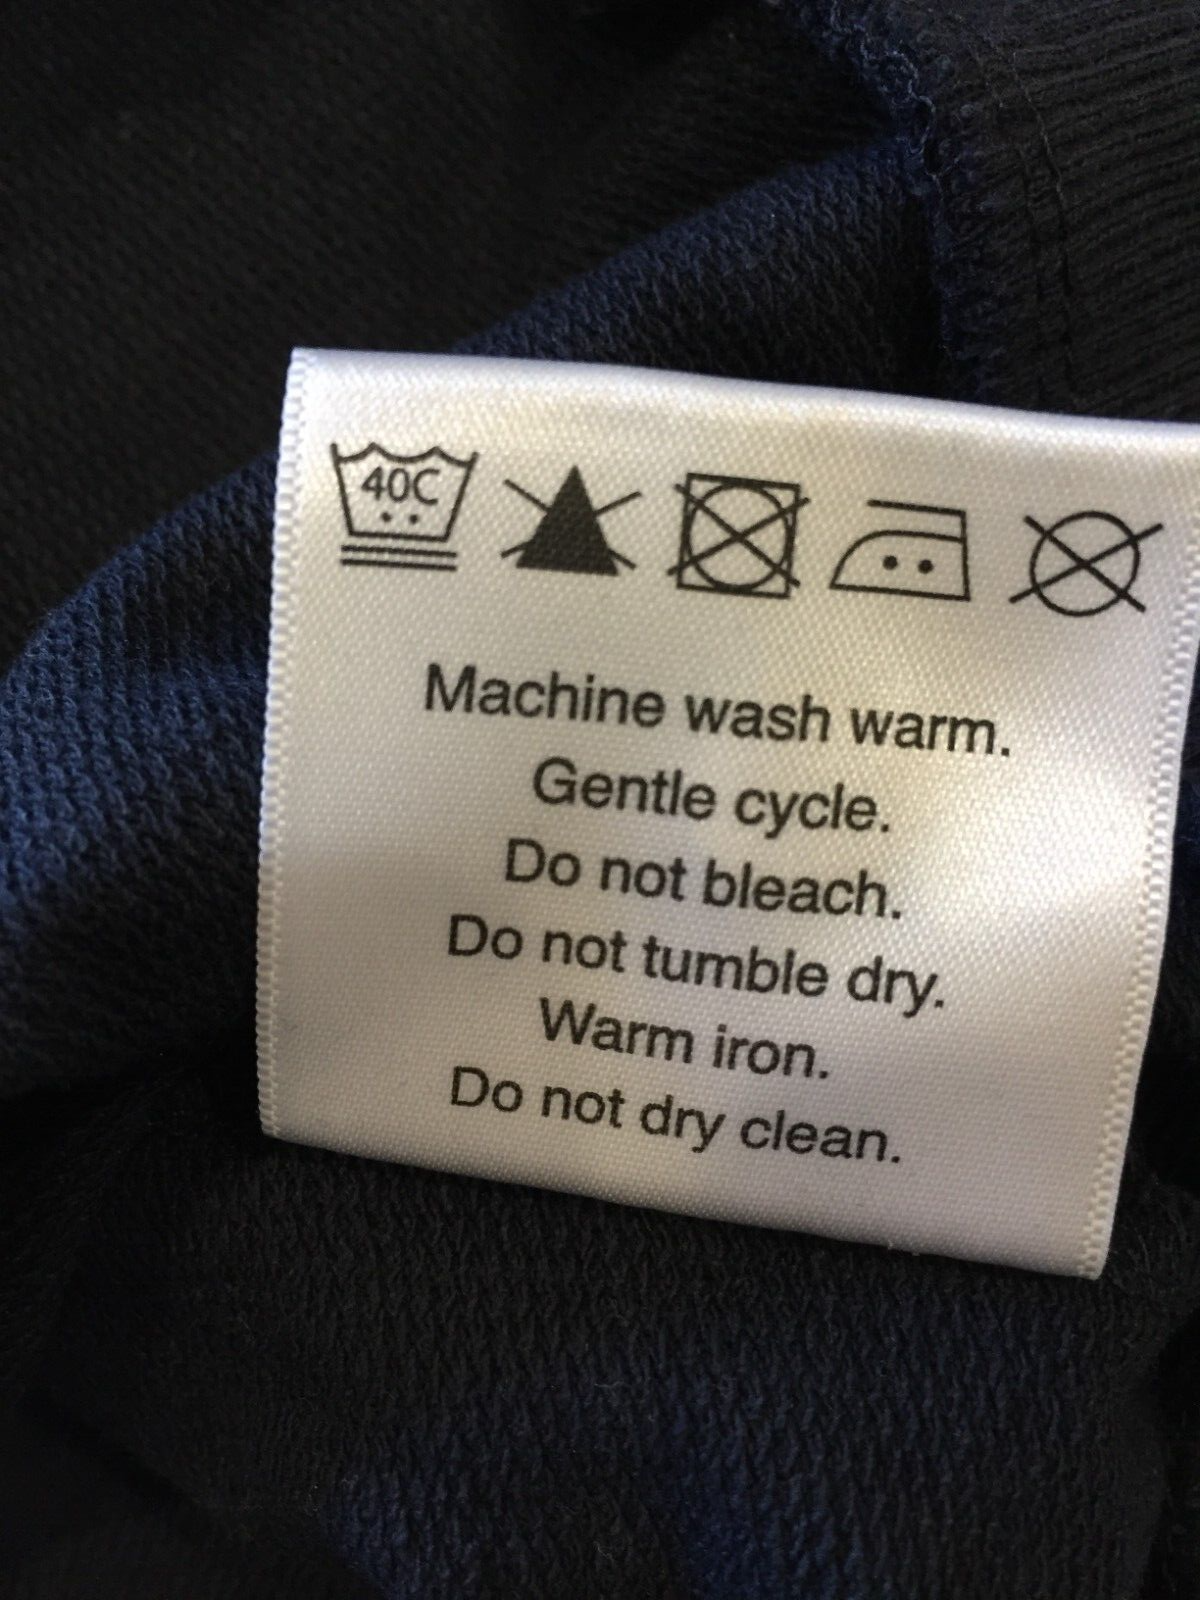 40C
Machine wash warm.
Gentle cycle.
Do not bleach.
Do not tumble dry.
Warm iron.
Do not dry clean.